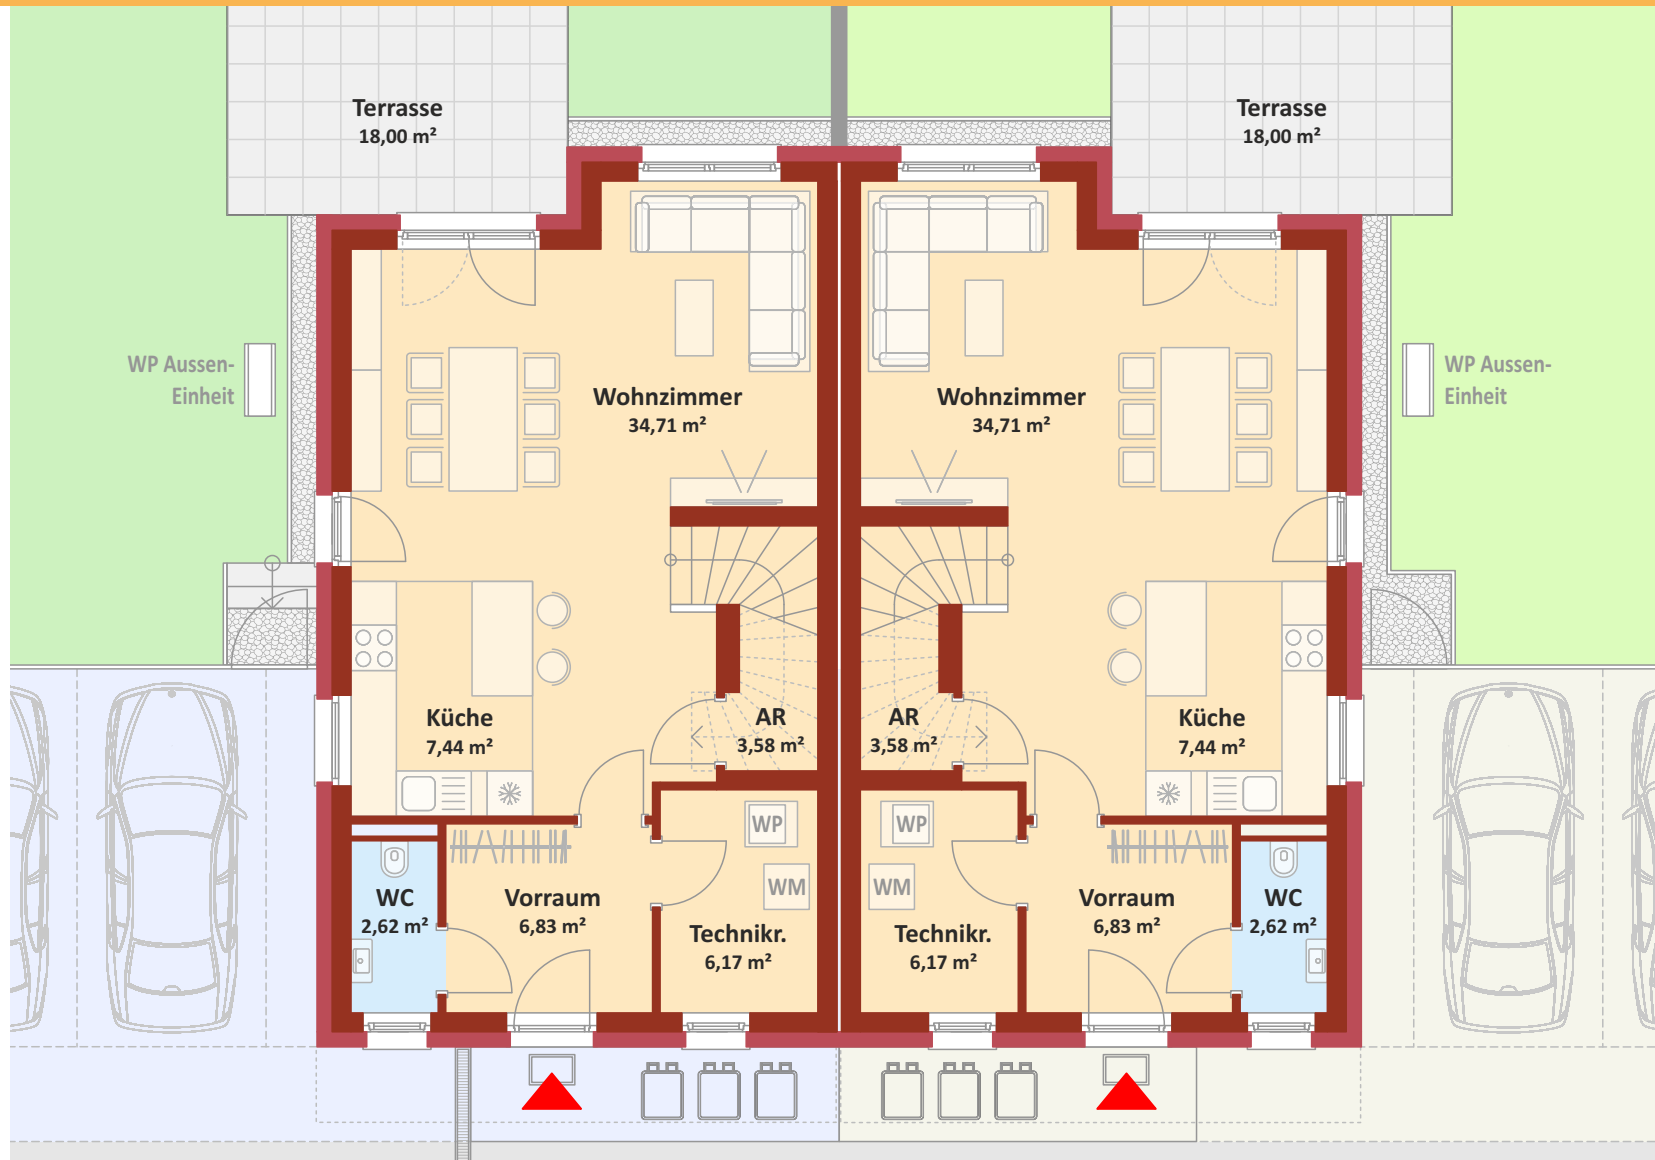 Terrasse
18,00 m²
Terrasse
18,00 m²
WP Aussen-
Einheit
Wohnzimmer
34,71 m²
Wohnzimmer
34,71 m²
WP Aussen-
Einheit
Küche
7,44 m²
AR
3,58 m²
AR
3,58 m²
Küche
7,44 m²
WP
WP
WM
WM
WC
2,62 m²
Vorraum
6,83 m²
Technikr.
6,17 m²
Technikr.
6,17 m²
Vorraum
6,83 m²
WC
2,62 m²